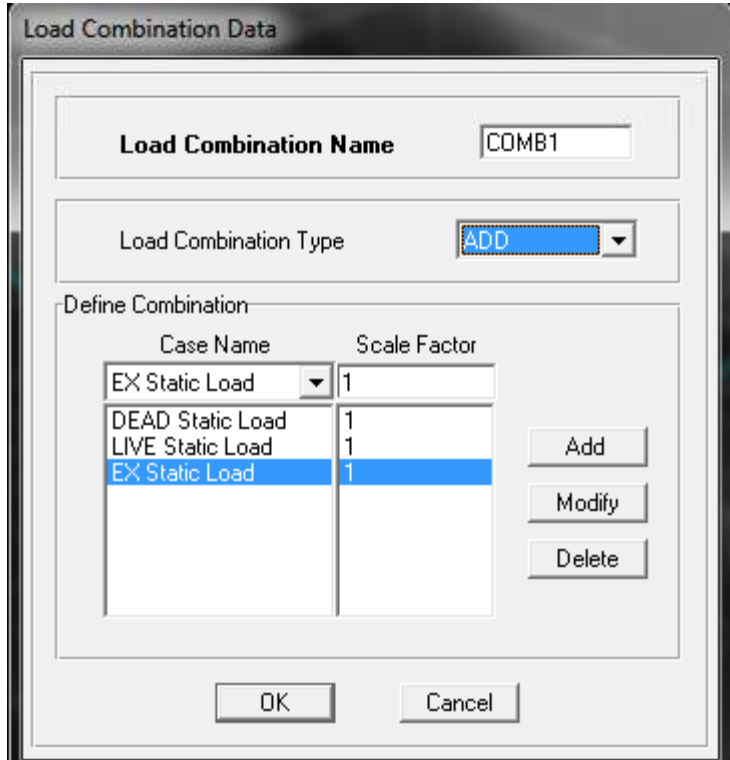 Load Combination Data
Load Combination Name COMB1
Load Combination Type ADD
Define Combination
Case Name Scale Factor
EX Static Load 1
DEAD Static Load 1
LIVE Static Load 1
EX Static Load 1
Add
Modify
Delete
OK Cancel